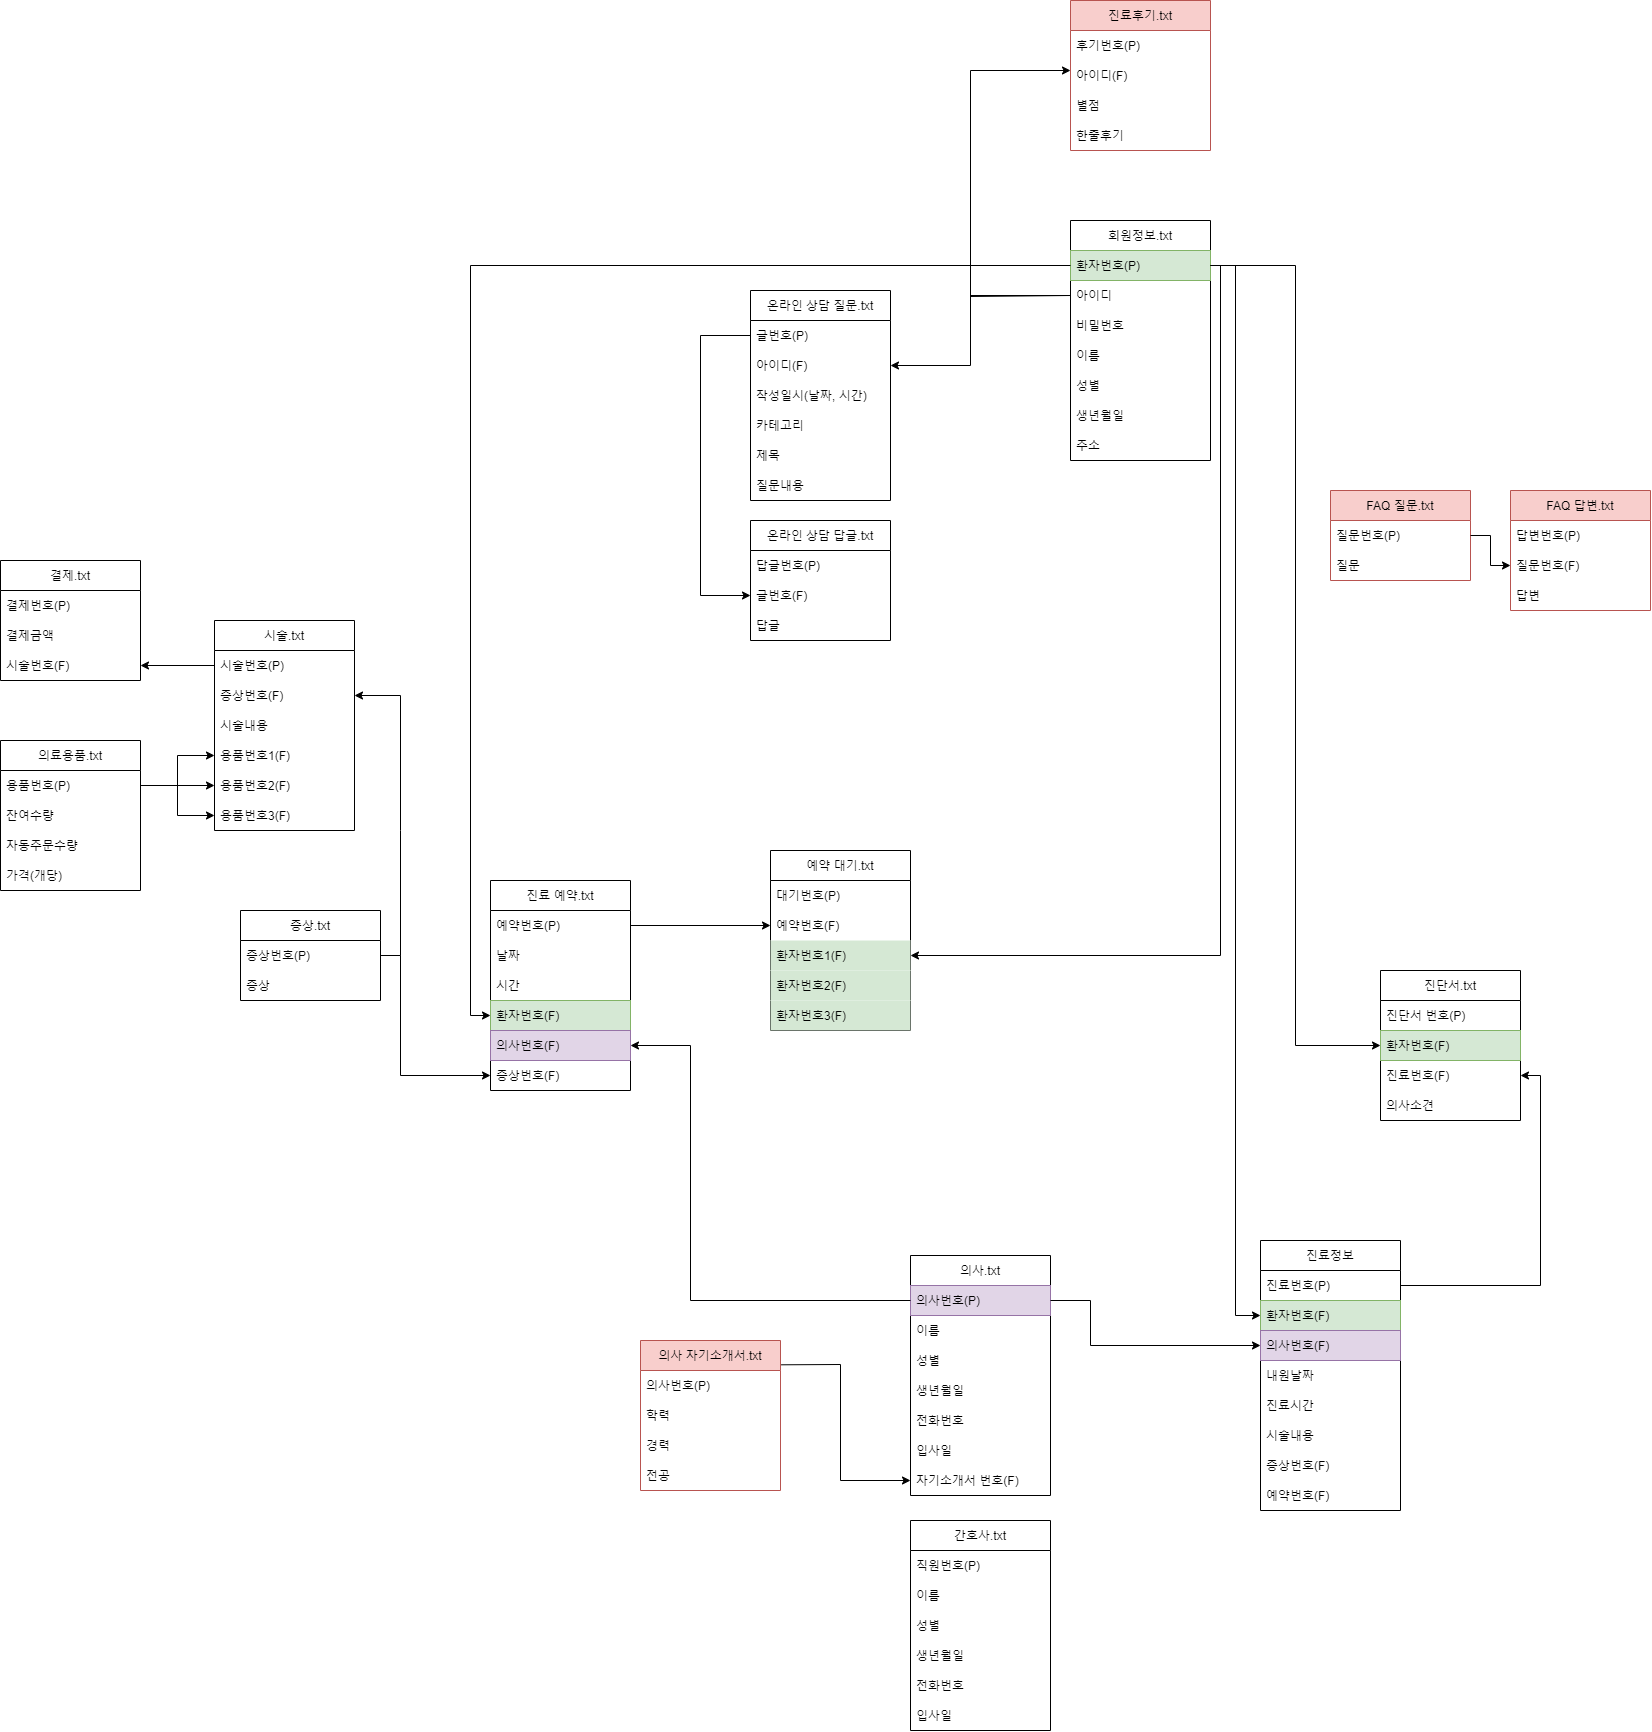 진료후기.txt
후기번호(P)
아이디(F)
별점
한줄후기
회원정보.txt
환자번호(P)
아이디
비밀번호
이름
성별
생년월일
주소
온라인 상담 질문.txt
글번호(P)
아이디(F)
작성일시(날짜, 시간)
카테고리
제목
질문내용
온라인 상담 답글.txt
답글번호(P)
글번호(F)
답글
FAQ 질문.txt
질문번호(P)
질문
FAQ 답변.txt
답변번호(P)
질문번호(F)
답변
결제.txt
결제번호(P)
결제금액
시술번호(F)
시술.txt
시술번호(P)
증상번호(F)
시술내용
용품번호1(F)
용품번호2(F)
용품번호3(F)
의료용품.txt
용품번호(P)
잔여수량
자동주문수량
가격(개당)
증상.txt
증상번호(P)
증상
진료 예약.txt
예약번호(P)
날짜
시간
환자번호(F)
의사번호(F)
증상번호(F)
예약 대기.txt
대기번호(P)
예약번호(F)
환자번호1(F)
환자번호2(F)
환자번호3(F)
진단서.txt
진단서 번호(P)
환자번호(F)
진료번호(F)
의사소견
의사.txt
의사번호(P)
이름
성별
생년월일
전화번호
입사일
자기소개서 번호(F)
진료정보
진료번호(P)
환자번호(F)
의사번호(F)
내원날짜
진료시간
시술내용
증상번호(F)
예약번호(F)
의사 자기소개서.txt
의사번호(P)
학력
경력
전공
간호사.txt
직원번호(P)
이름
성별
생년월일
전화번호
입사일